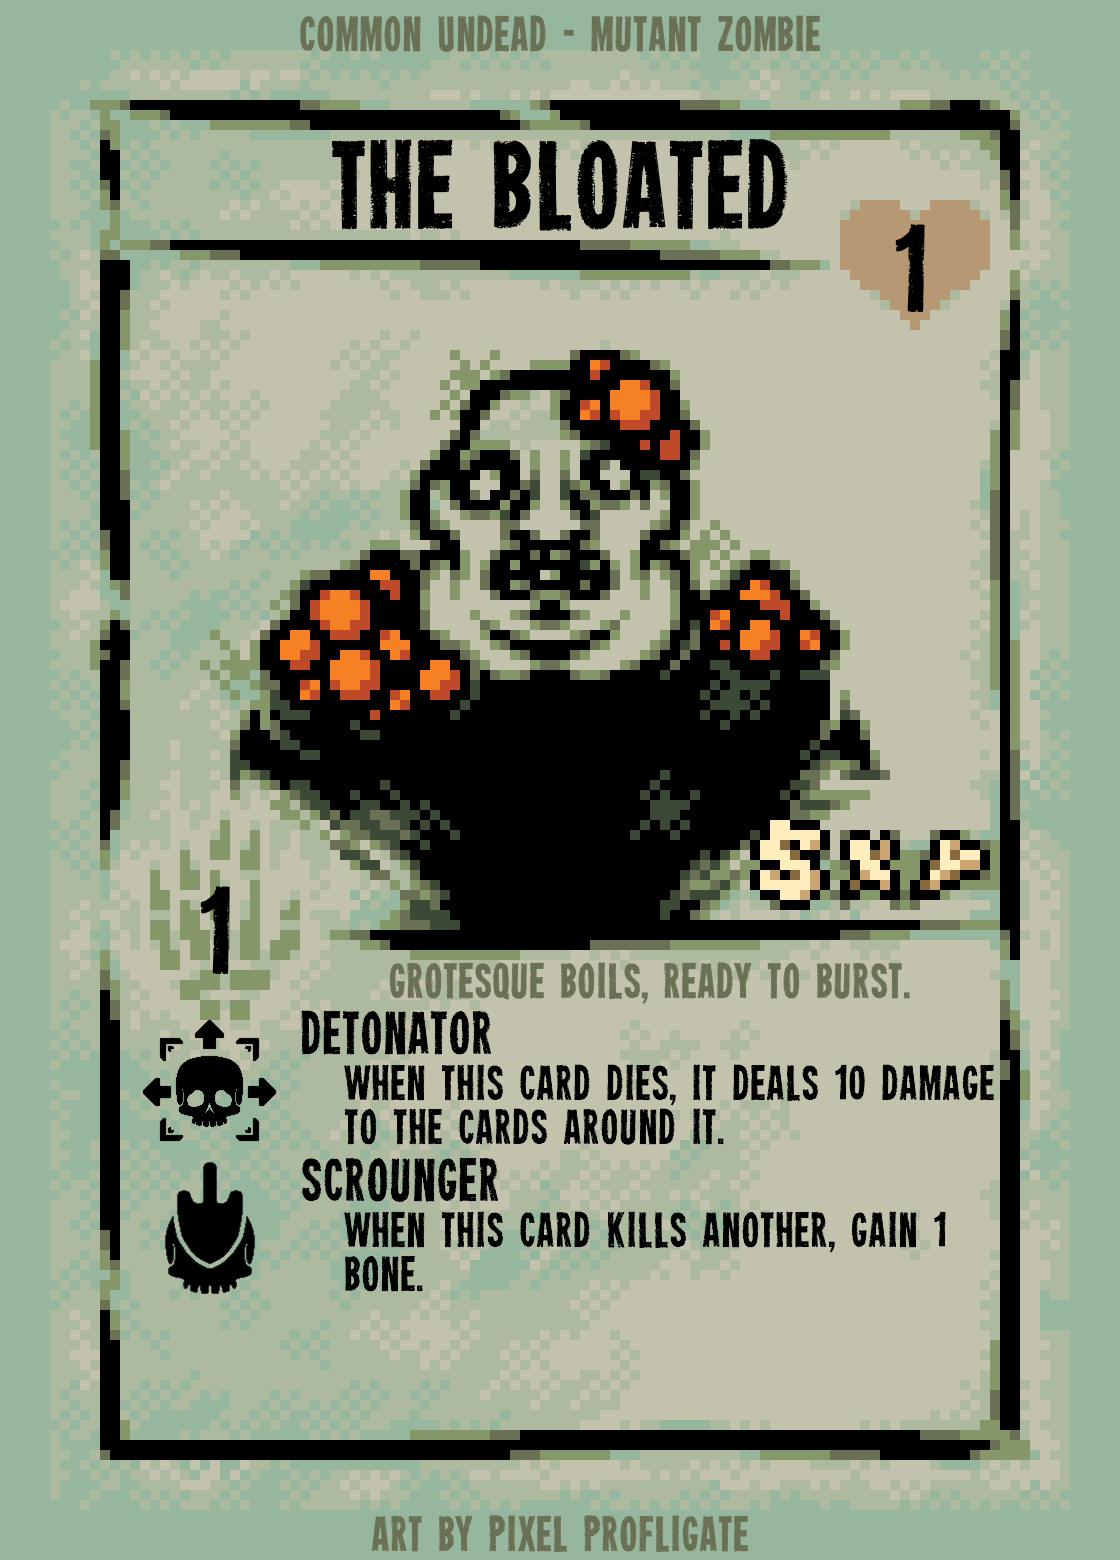 COMMON UNDEAD - MUTANT ZOMBIE
THE BLOATED
1
5 X
1
GROTESQUE BOILS, READY TO BURST.
DETONATOR
WHEN THIS CARD DIES, IT DEALS 10 DAMAGE
TO THE CARDS AROUND IT.
SCROUNGER
WHEN THIS CARD KILLS ANOTHER, GAIN 1
BONE.
ART BY PIXEL PROFLIGATE